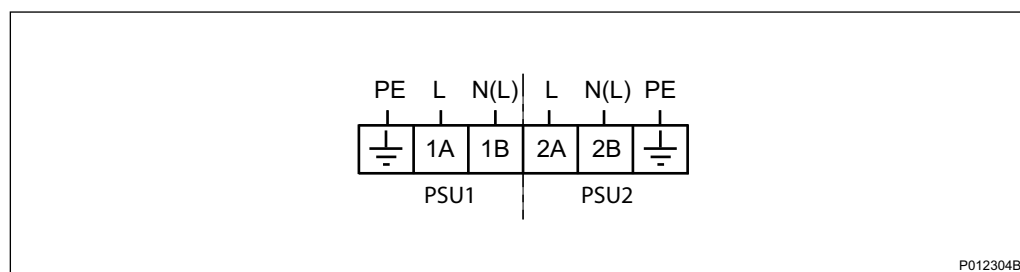 PE L N(L) L N(L) PE
1A 1B 2A 2B
PSU1 PSU2
P012304B